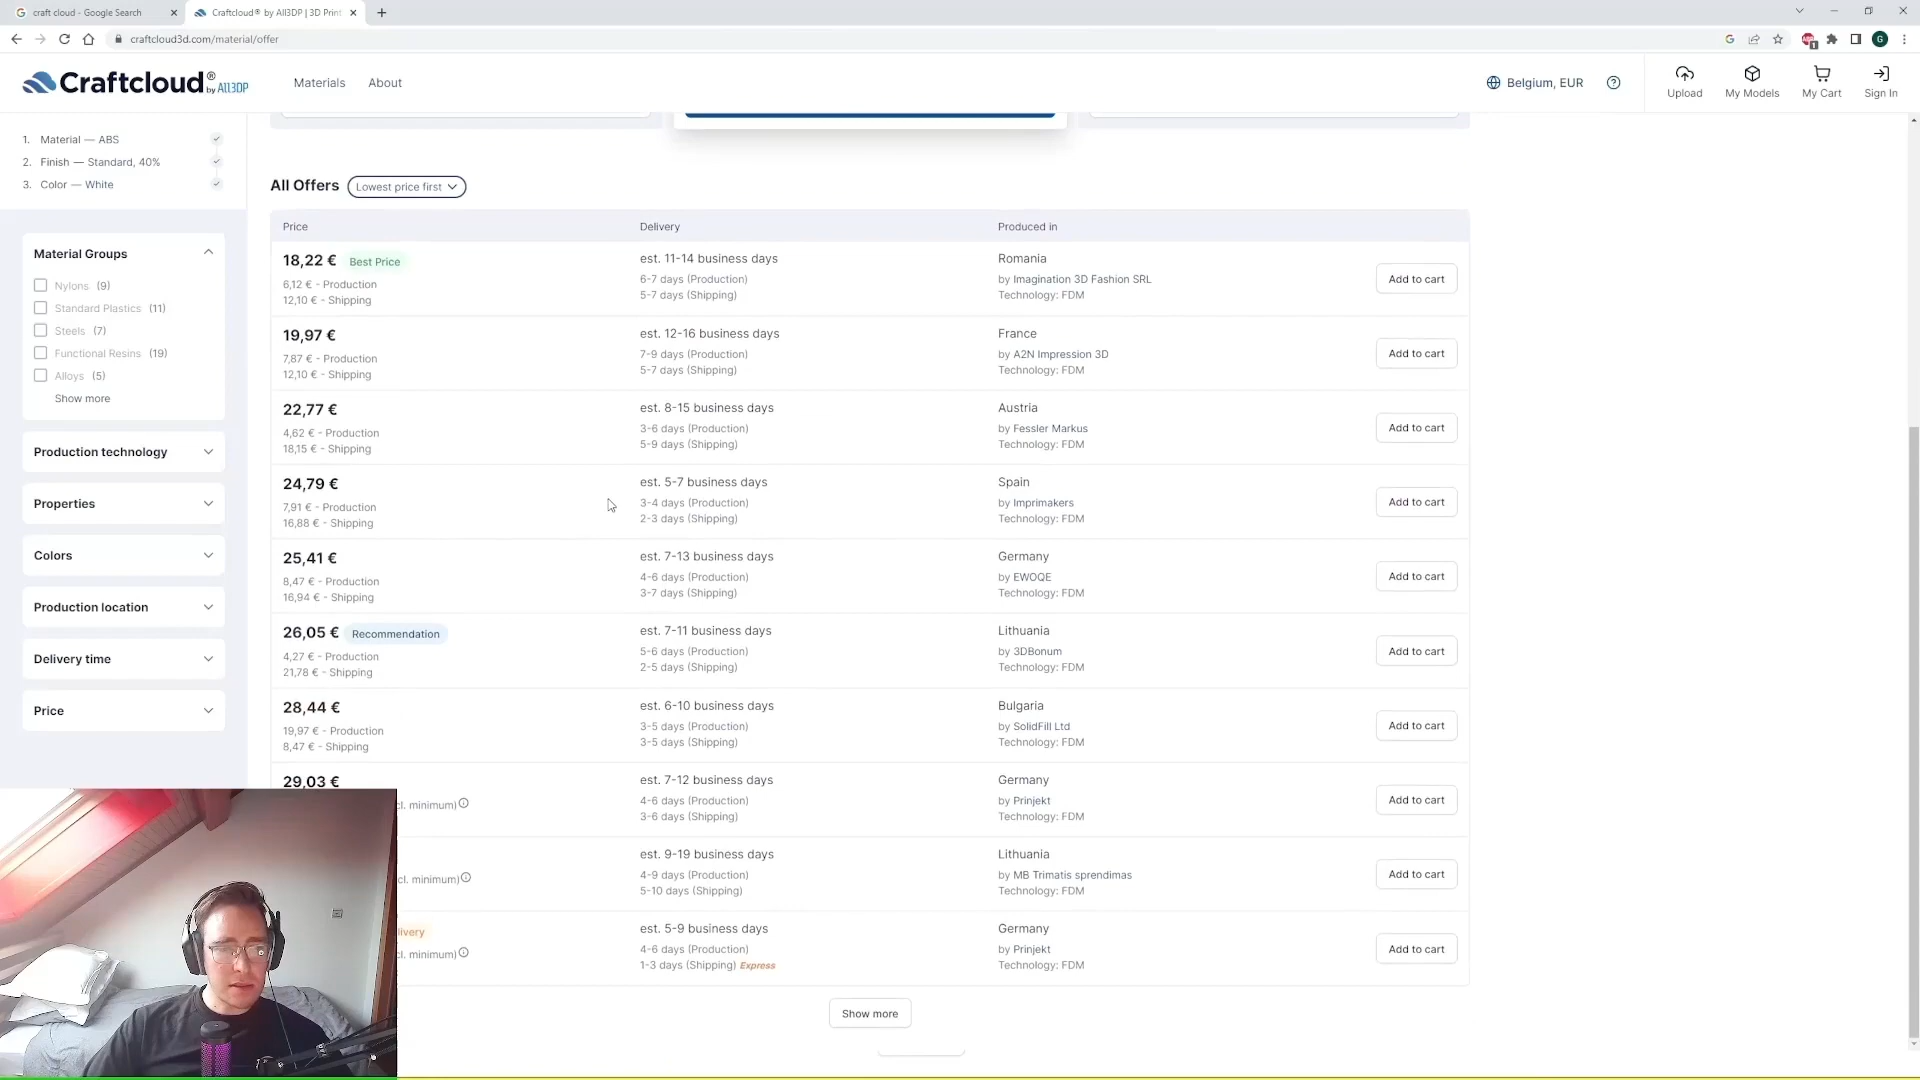 craft cloud - Google Search
Craftcloud® by All3DP | 3D Print
craftcloud3d.com/material/offer
Craftcloud® by All3DP
Materials
About
Belgium, EUR
Upload
My Models
My Cart
Sign In
1. Material — ABS
2. Finish — Standard, 40%
3. Color — White
Material Groups
Nylons (9)
Standard Plastics (11)
Steels (7)
Functional Resins (19)
Alloys (5)
Show more
Production technology
Properties
Colors
Production location
Delivery time
Price
All Offers
Lowest price first
Price
Delivery
Produced in
18,22 € Best Price
6,12 € - Production
12,10 € - Shipping
est. 11-14 business days
6-7 days (Production)
5-7 days (Shipping)
Romania
by Imagination 3D Fashion SRL
Technology: FDM
Add to cart
19,97 €
7,87 € - Production
12,10 € - Shipping
est. 12-16 business days
7-9 days (Production)
5-7 days (Shipping)
France
by A2N Impression 3D
Technology: FDM
Add to cart
22,77 €
4,62 € - Production
18,15 € - Shipping
est. 8-15 business days
3-6 days (Production)
5-9 days (Shipping)
Austria
by Fessler Markus
Technology: FDM
Add to cart
24,79 €
7,91 € - Production
16,88 € - Shipping
est. 5-7 business days
3-4 days (Production)
2-3 days (Shipping)
Spain
by Imprimakers
Technology: FDM
Add to cart
25,41 €
8,47 € - Production
16,94 € - Shipping
est. 7-13 business days
4-6 days (Production)
3-7 days (Shipping)
Germany
by EWOQE
Technology: FDM
Add to cart
26,05 € Recommendation
4,27 € - Production
21,78 € - Shipping
est. 7-11 business days
5-6 days (Production)
2-5 days (Shipping)
Lithuania
by 3DBonum
Technology: FDM
Add to cart
28,44 €
19,97 € - Production
8,47 € - Shipping
est. 6-10 business days
3-5 days (Production)
3-5 days (Shipping)
Bulgaria
by SolidFill Ltd
Technology: FDM
Add to cart
29,03 €
cl. minimum)
est. 7-12 business days
4-6 days (Production)
3-6 days (Shipping)
Germany
by Prinjekt
Technology: FDM
Add to cart
cl. minimum)
est. 9-19 business days
4-9 days (Production)
5-10 days (Shipping)
Lithuania
by MB Trimatis sprendimas
Technology: FDM
Add to cart
livery
cl. minimum)
est. 5-9 business days
4-6 days (Production)
1-3 days (Shipping) Express
Germany
by Prinjekt
Technology: FDM
Add to cart
Show more